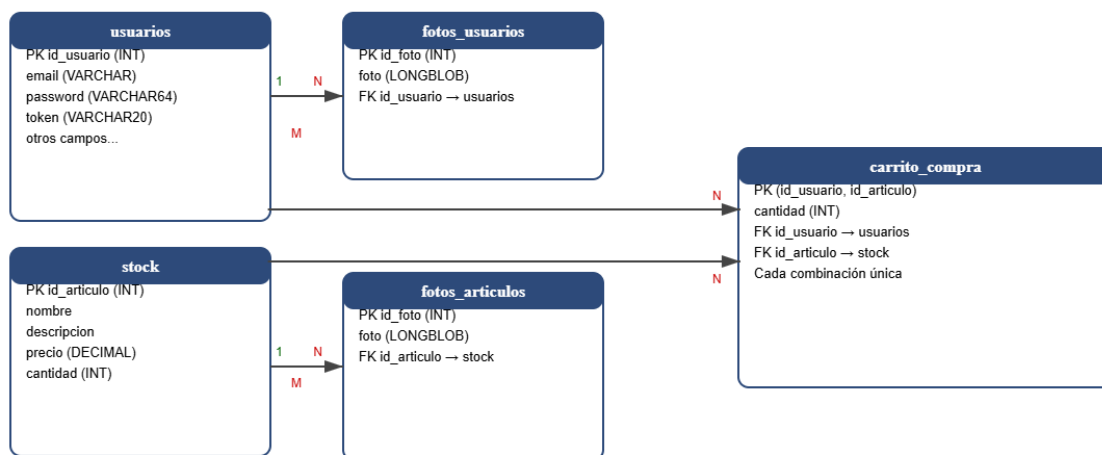 usuarios
PK id_usuario (INT)
email (VARCHAR)
password (VARCHAR64)
token (VARCHAR20)
otros campos...
1
N
M
fotos_usuarios
PK id_foto (INT)
foto (LONGBLOB)
FK id_usuario → usuarios
N
carrito_compra
PK (id_usuario, id_articulo)
cantidad (INT)
FK id_usuario → usuarios
FK id_articulo → stock
Cada combinación única
N
stock
PK id_articulo (INT)
nombre
descripcion
precio (DECIMAL)
cantidad (INT)
1
N
M
fotos_articulos
PK id_foto (INT)
foto (LONGBLOB)
FK id_articulo → stock